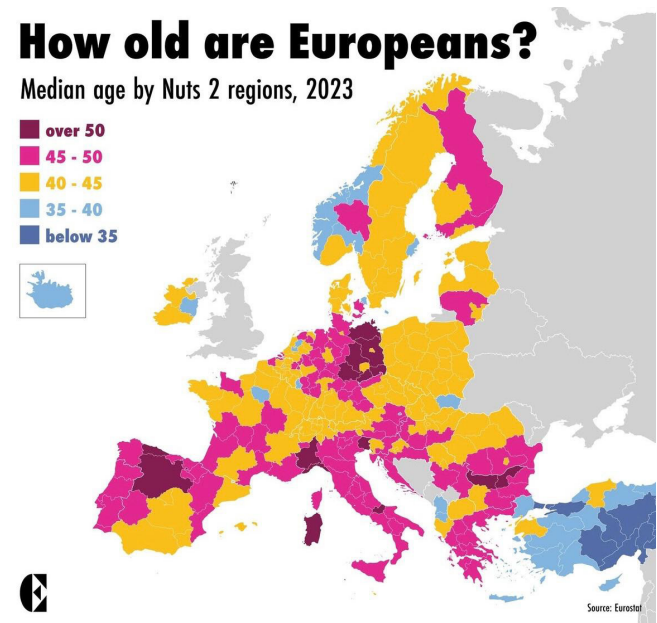 How old are Europeans?
Median age by Nuts 2 regions, 2023
over 50
45 - 50
40 - 45
35 - 40
below 35
E
Source: Eurostat